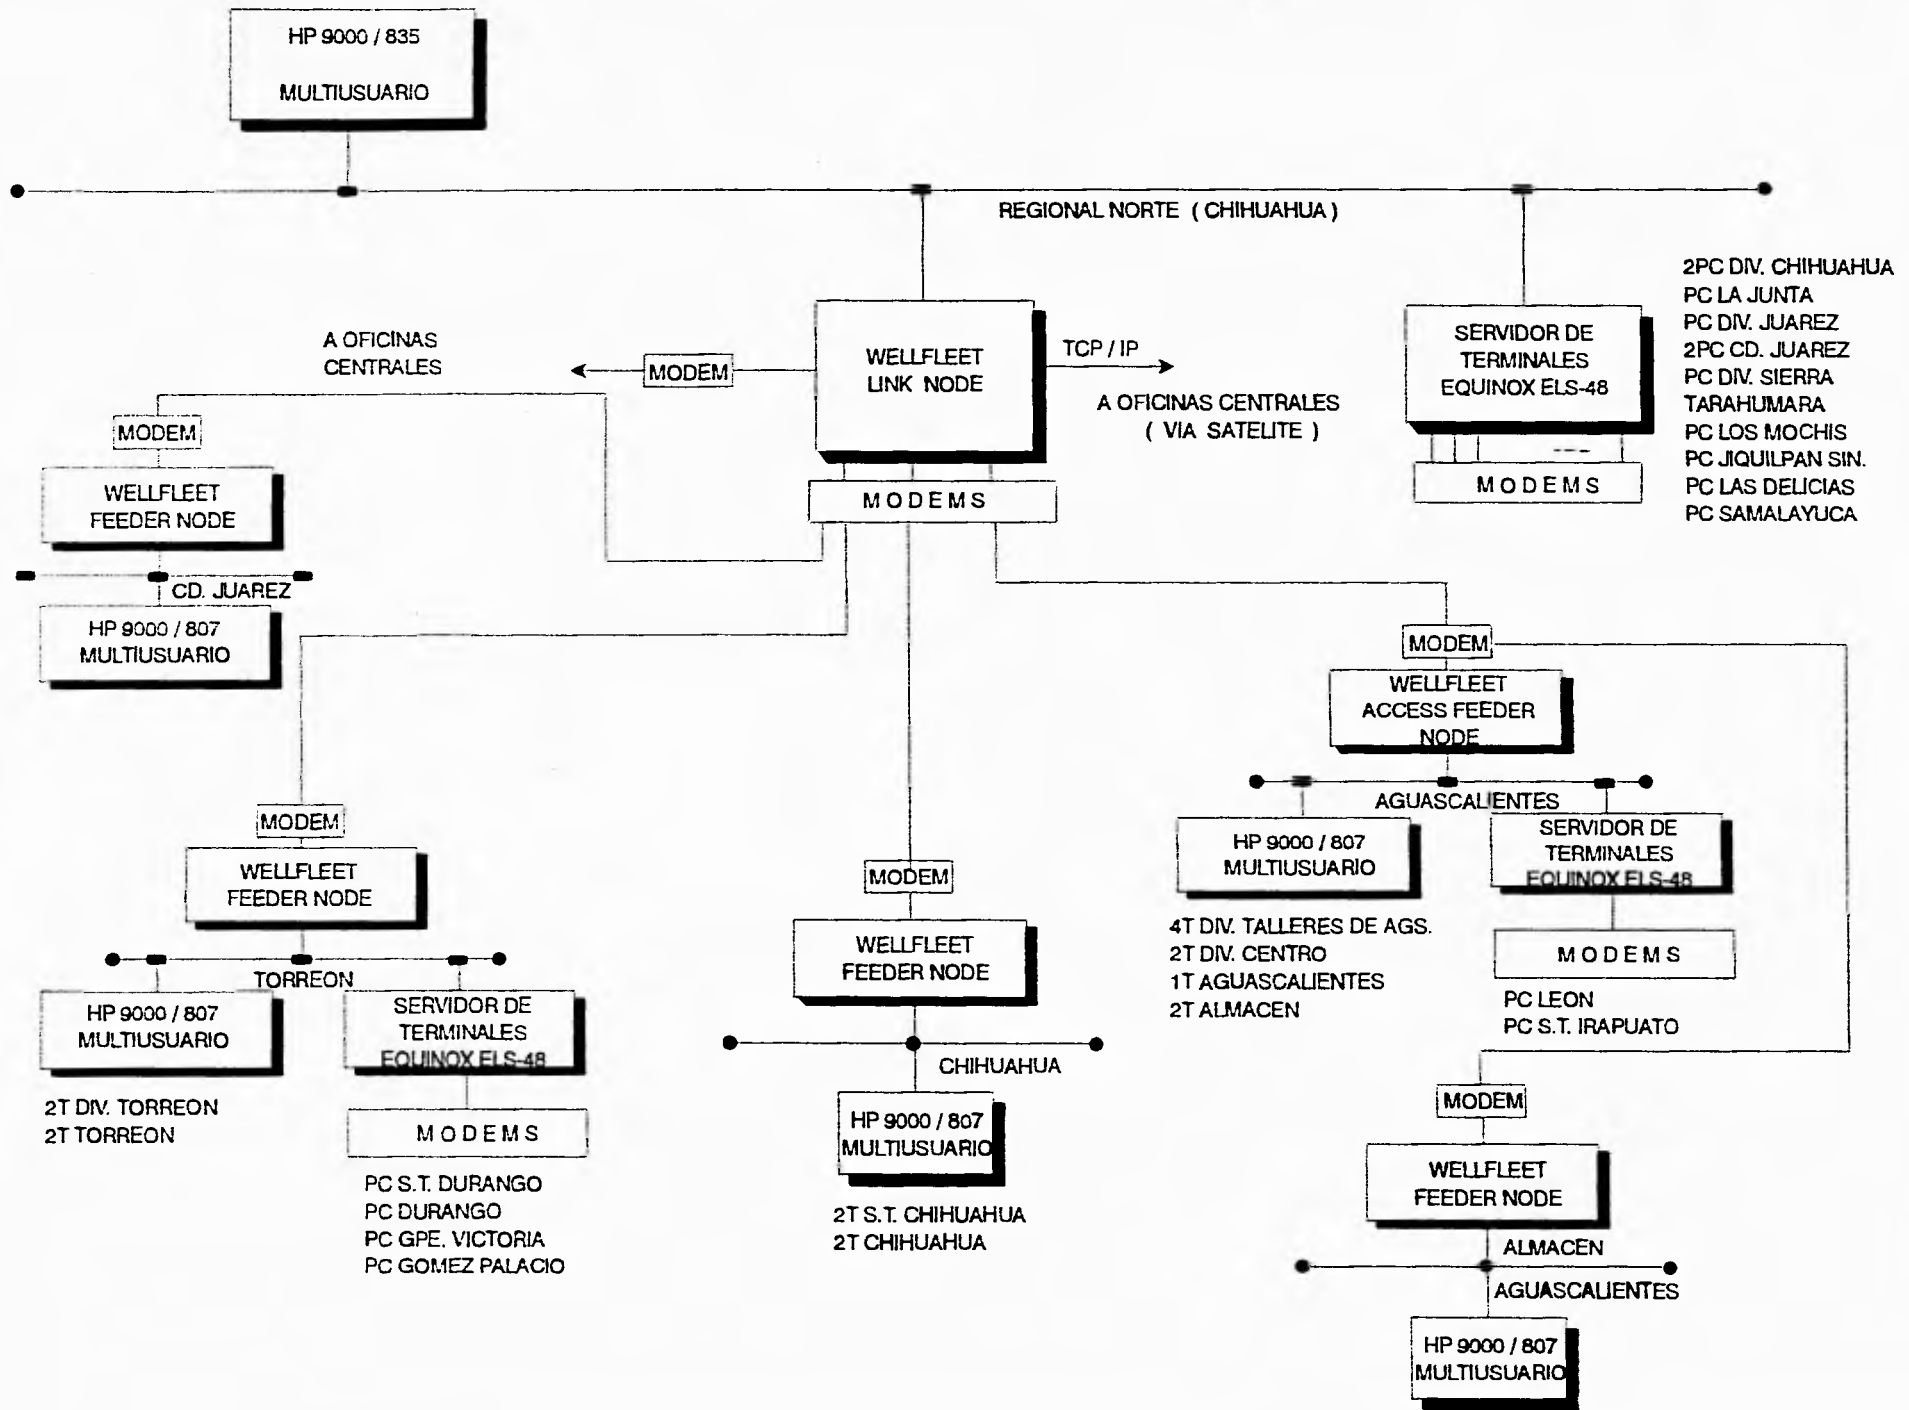 HP 9000 / 835
MULTIUSUARIO
REGIONAL NORTE ( CHIHUAHUA )
A OFICINAS
CENTRALES
MODEM
WELLFLEET
LINK NODE
TCP / IP
A OFICINAS CENTRALES
( VIA SATELITE )
MODEMS
SERVIDOR DE
TERMINALES
EQUINOX ELS-48
MODEMS
2PC DIV. CHIHUAHUA
PC LA JUNTA
PC DIV. JUAREZ
2PC CD. JUAREZ
PC DIV. SIERRA
TARAHUMARA
PC LOS MOCHIS
PC JIQUILPAN SIN.
PC LAS DELICIAS
PC SAMALAYUCA
MODEM
WELLFLEET
FEEDER NODE
CD. JUAREZ
HP 9000 / 807
MULTIUSUARIO
MODEM
WELLFLEET
FEEDER NODE
TORREON
HP 9000 / 807
MULTIUSUARIO
2T DIV. TORREON
2T TORREON
SERVIDOR DE
TERMINALES
EQUINOX ELS-48
MODEMS
PC S.T. DURANGO
PC DURANGO
PC GPE. VICTORIA
PC GOMEZ PALACIO
MODEM
WELLFLEET
FEEDER NODE
CHIHUAHUA
HP 9000 / 807
MULTIUSUARIO
2T S.T. CHIHUAHUA
2T CHIHUAHUA
MODEM
WELLFLEET
ACCESS FEEDER
NODE
AGUASCALIENTES
HP 9000 / 807
MULTIUSUARIO
4T DIV. TALLERES DE AGS.
2T DIV. CENTRO
1T AGUASCALIENTES
2T ALMACEN
SERVIDOR DE
TERMINALES
EQUINOX ELS-48
MODEMS
PC LEON
PC S.T. IRAPUATO
MODEM
WELLFLEET
FEEDER NODE
ALMACEN
AGUASCALIENTES
HP 9000 / 807
MULTIUSUARIO